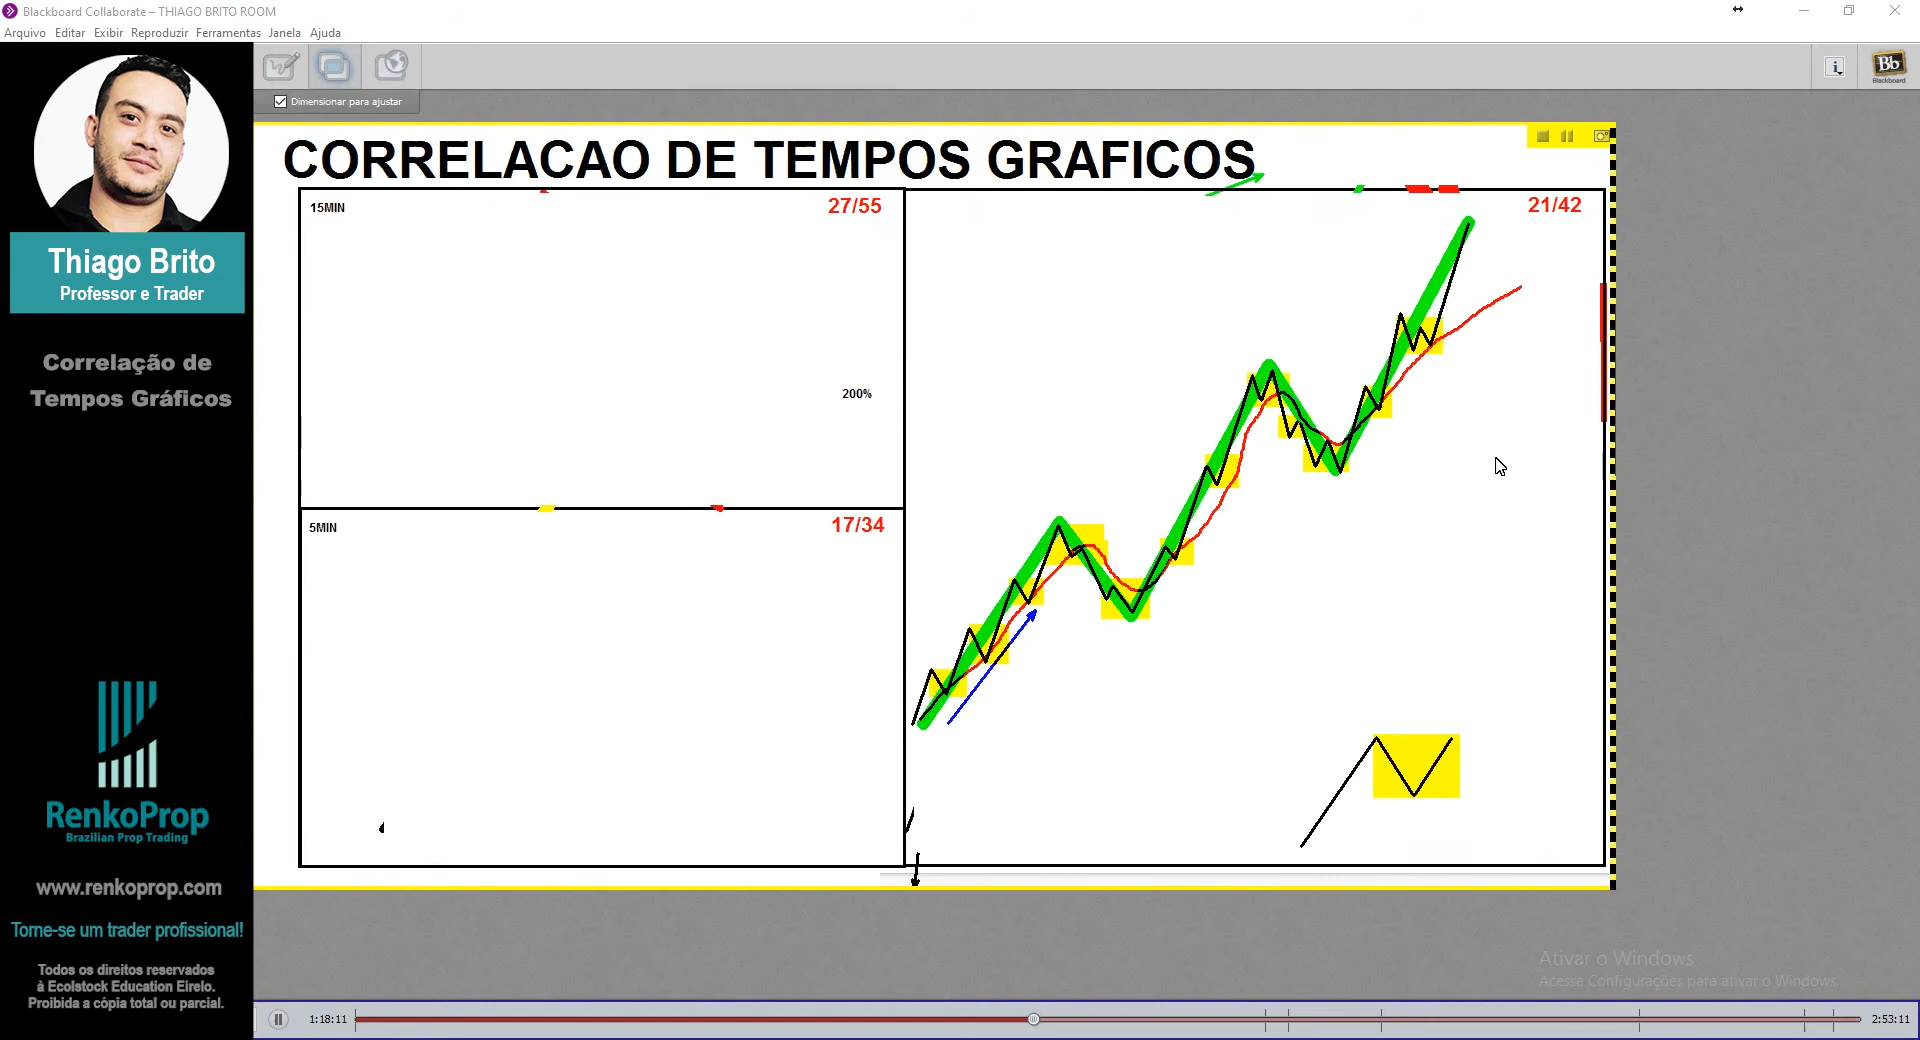 Blackboard Collaborate – THIAGO BRITO ROOM
Arquivo Editar Exibir Reproduzir Ferramentas Janela Ajuda
Dimensionar para ajustar
i
Bb
Blackboard
Thiago Brito
Professor e Trader
Correlação de
Tempos Gráficos
RenkoProp
Brazilian Prop Trading
www.renkoprop.com
Torne-se um trader profissional!
Todos os direitos reservados
à Ecolstock Education Eirelo.
Proibida a cópia total ou parcial.
CORRELACAO DE TEMPOS GRAFICOS
15MIN
27/55
200%
5MIN
17/34
21/42
Ativar o Windows
Acesse Configurações para ativar o Windows.
1:18:11
2:53:11